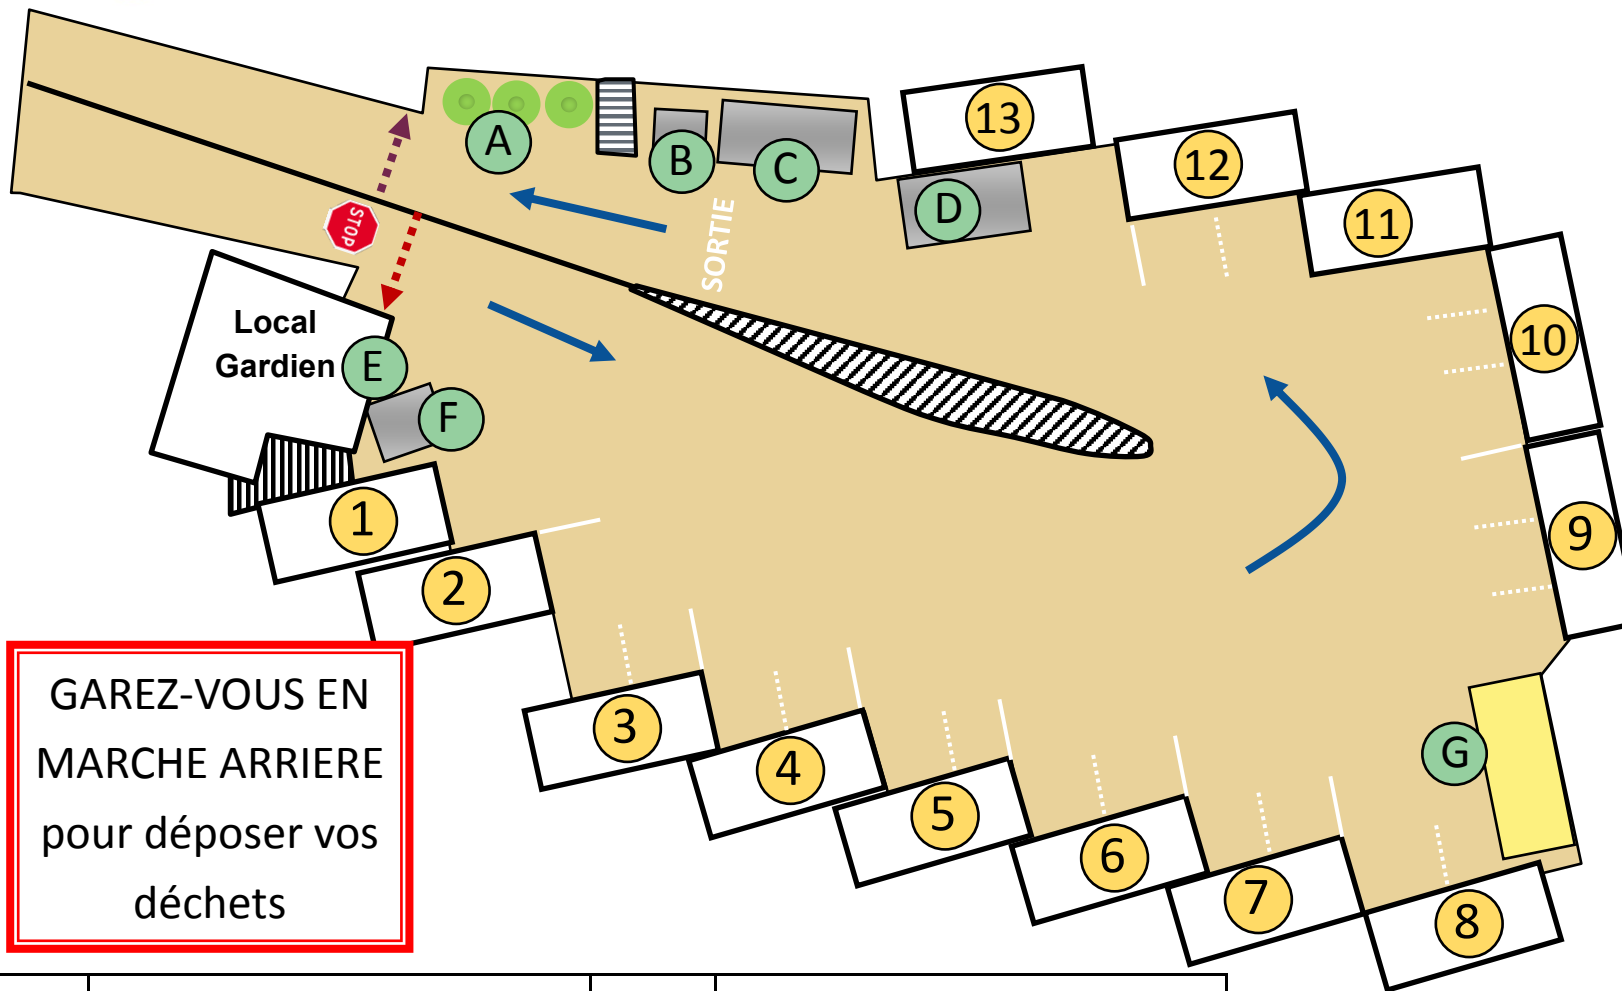 A
B
C
13
D
12
11
STOP
SORTIE
Local
Gardien
E
F
10
9
1
2
3
4
5
6
7
8
G
GAREZ-VOUS EN
MARCHE ARRIERE
pour déposer vos
déchets